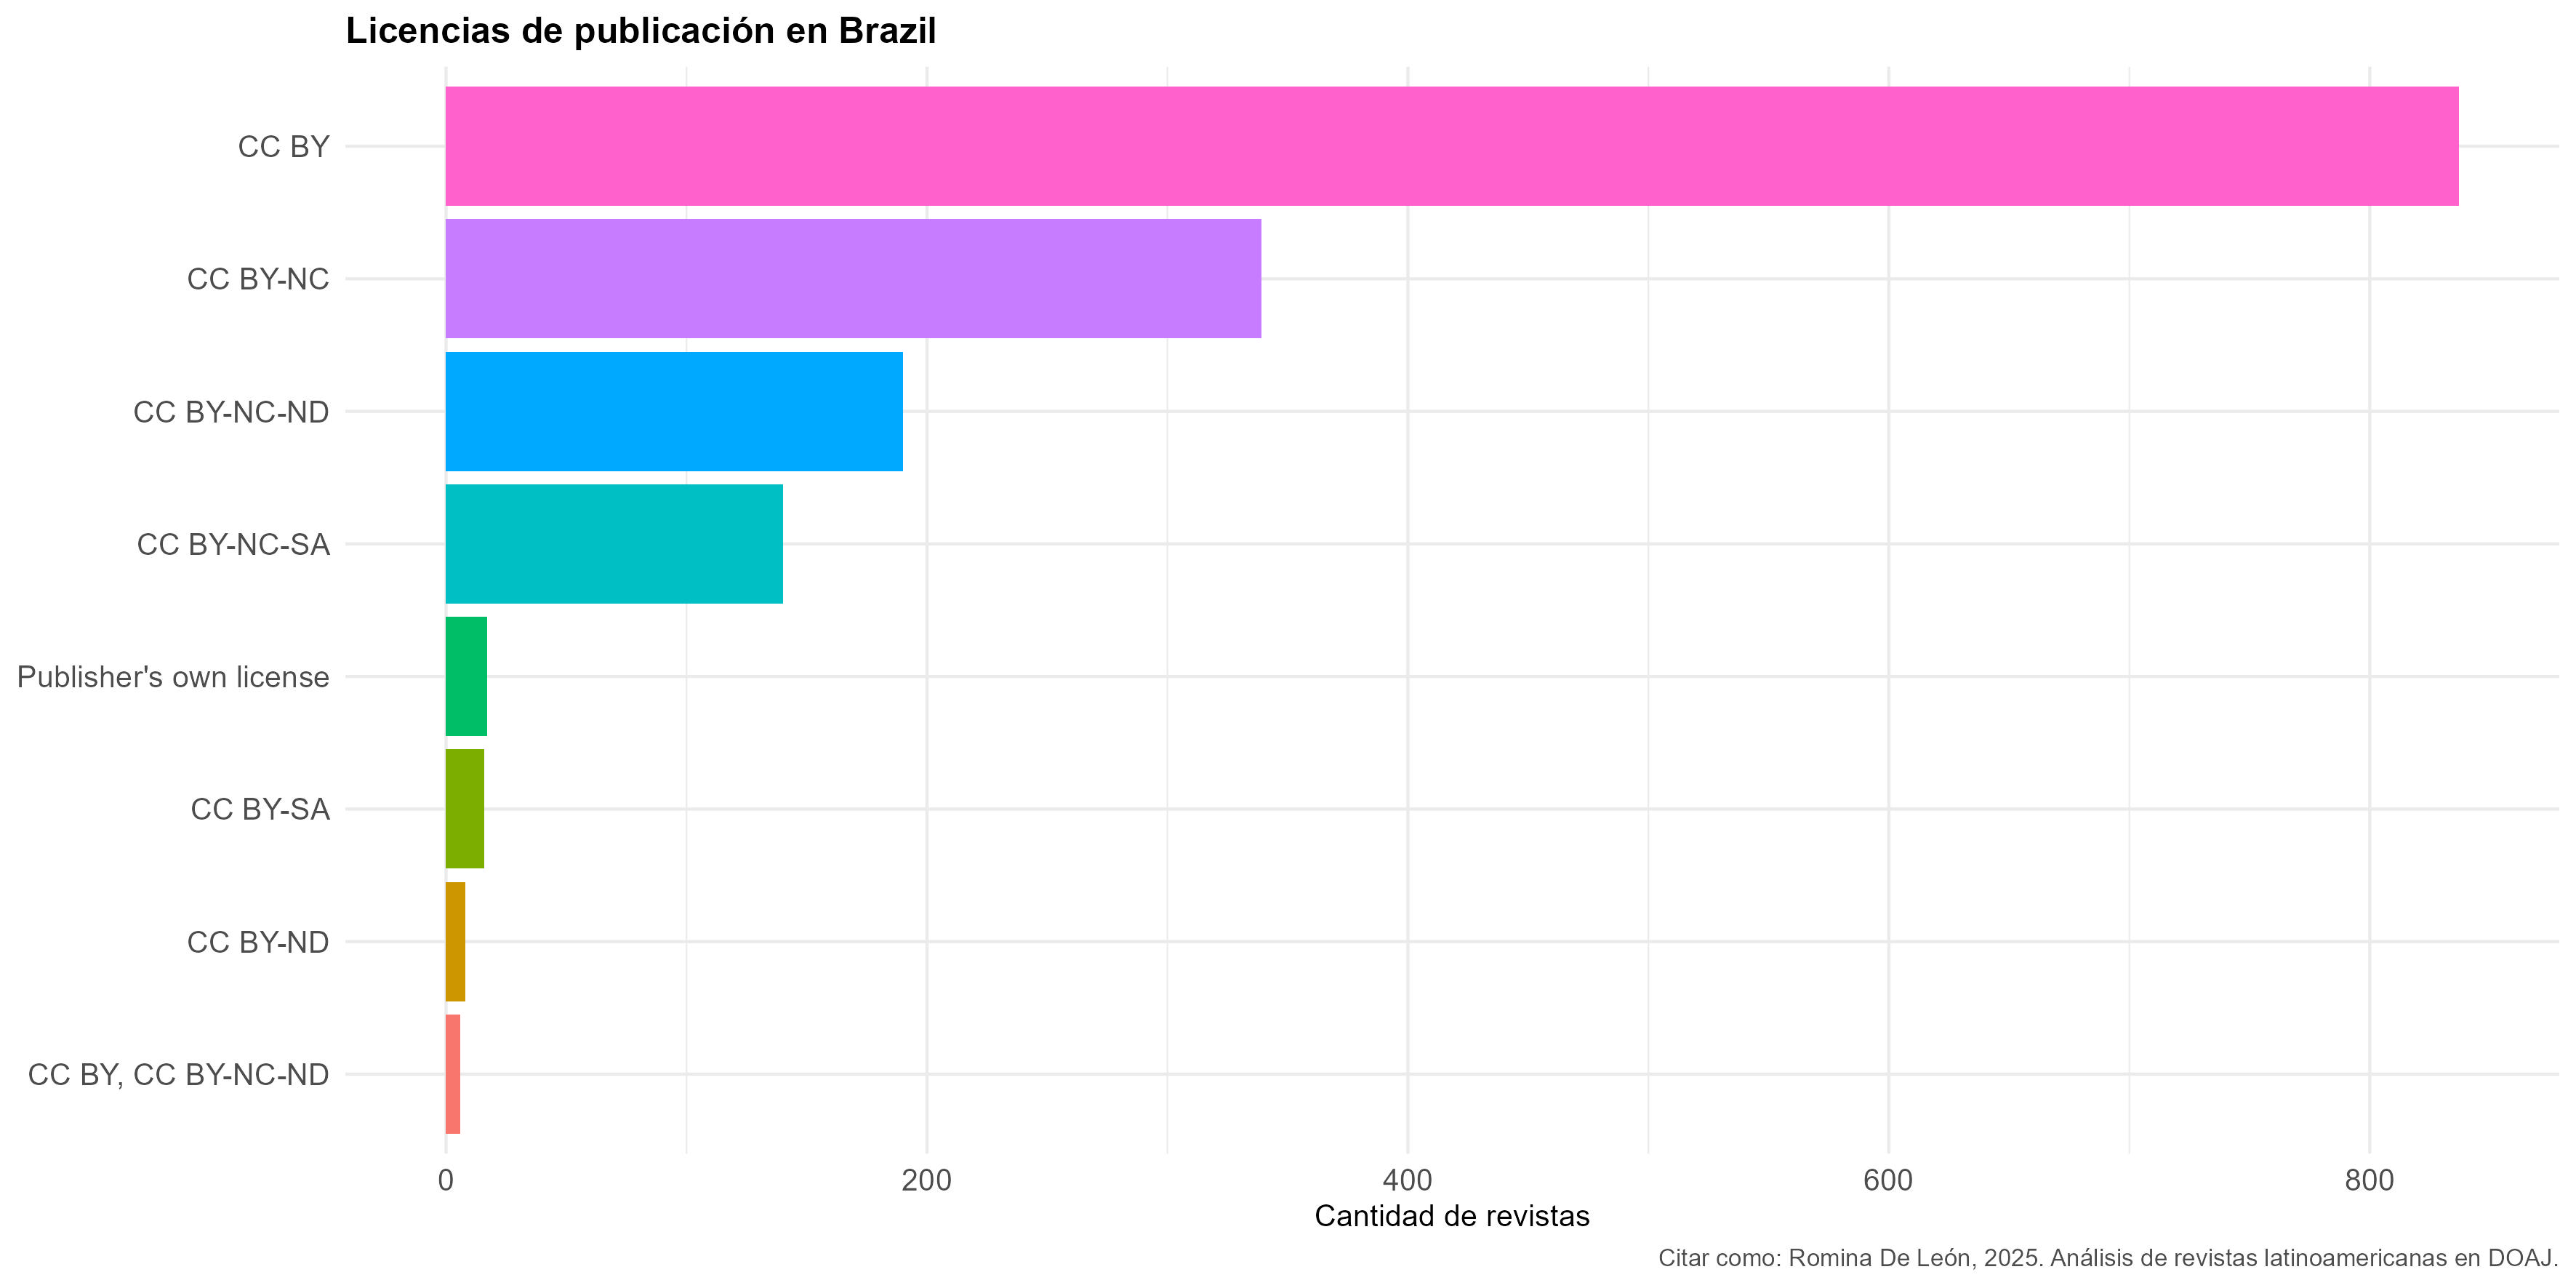 Licencias de publicación en Brazil
CC BY
CC BY-NC
CC BY-NC-ND
CC BY-NC-SA
Publisher's own license
CC BY-SA
CC BY-ND
CC BY, CC BY-NC-ND
0 200 400 600 800
Cantidad de revistas
Citar como: Romina De León, 2025. Análisis de revistas latinoamericanas en DOAJ.